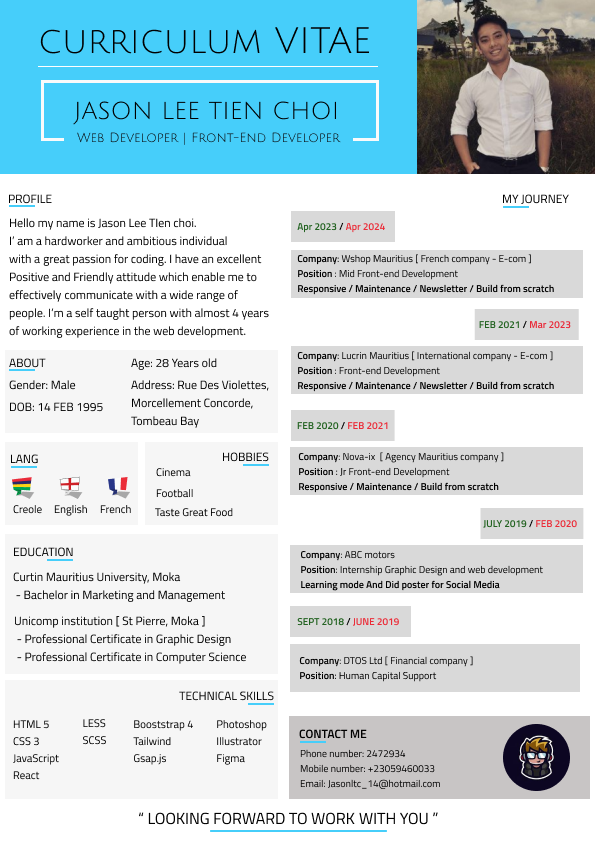 CURRICULUM VITAE
JASON LEE TIEN CHOI
WEB DEVELOPER | FRONT-END DEVELOPER
PROFILE
Hello my name is Jason Lee TIen choi.
I' am a hardworker and ambitious individual
with a great passion for coding. I have an excellent
Positive and Friendly attitude which enable me to
effectively communicate with a wide range of
people. I'm a self taught person with almost 4 years
of working experience in the web development.
ABOUT
Gender: Male
DOB: 14 FEB 1995
Age: 28 Years old
Address: Rue Des Violettes,
Morcellement Concorde,
Tombeau Bay
LANG
Creole English French
HOBBIES
Cinema
Football
Taste Great Food
EDUCATION
Curtin Mauritius University, Moka
- Bachelor in Marketing and Management
Unicomp institution [ St Pierre, Moka ]
- Professional Certificate in Graphic Design
- Professional Certificate in Computer Science
TECHNICAL SKILLS
HTML 5
CSS 3
JavaScript
React
LESS
SCSS
Booststrap 4
Tailwind
Gsap.js
Photoshop
Illustrator
Figma
MY JOURNEY
Apr 2023 / Apr 2024
Company: Wshop Mauritius [ French company - E-com ]
Position : Mid Front-end Development
Responsive / Maintenance / Newsletter / Build from scratch
FEB 2021 / Mar 2023
Company: Lucrin Mauritius [ International company - E-com ]
Position : Front-end Development
Responsive / Maintenance / Newsletter / Build from scratch
FEB 2020 / FEB 2021
Company: Nova-ix [ Agency Mauritius company ]
Position : Jr Front-end Development
Responsive / Maintenance / Build from scratch
JULY 2019 / FEB 2020
Company: ABC motors
Position: Internship Graphic Design and web development
Learning mode And Did poster for Social Media
SEPT 2018 / JUNE 2019
Company: DTOS Ltd [ Financial company ]
Position: Human Capital Support
CONTACT ME
Phone number: 2472934
Mobile number: +23059460033
Email: Jasonltc_14@hotmail.com
“ LOOKING FORWARD TO WORK WITH YOU ”